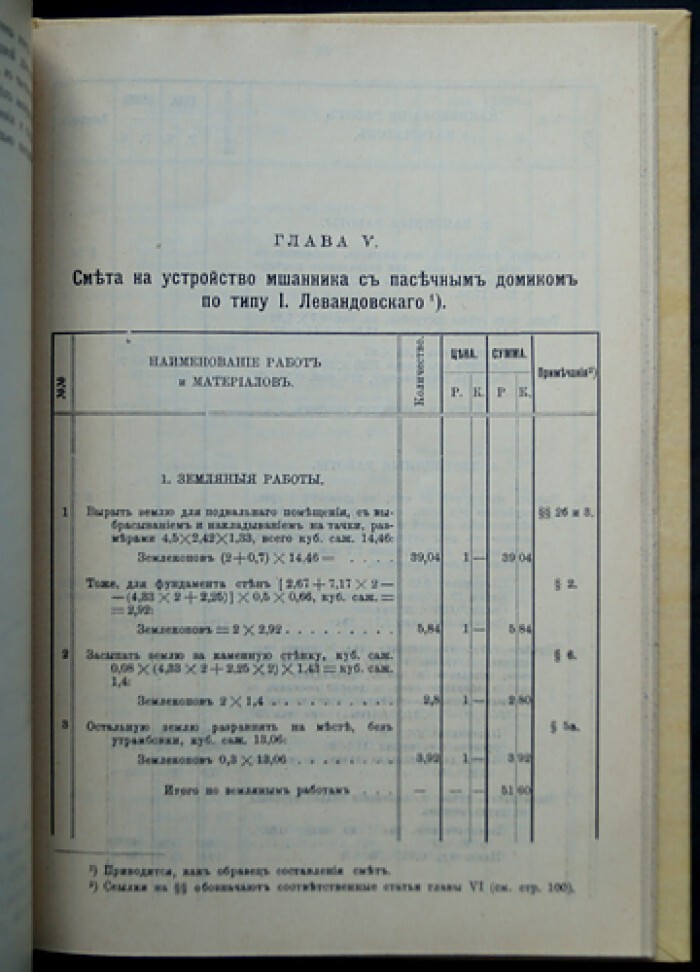 ГЛАВА V.
Смѣта на устройство мшанника съ пасѣчнымъ домикомъ
по типу І. Левандовскаго ¹).
№№
НАИМЕНОВАНІЕ РАБОТЪ
и МАТЕРІАЛОВЪ.
Количество.
ЦѢНА.
СУММА.
Р. К. Р К.
Примѣчанія²)
1. ЗЕМЛЯНЫЯ РАБОТЫ.
1 Вырыть землю для подвальнаго помѣщенія, съ вы- §§ 2б и 3.
брасываніемъ и накладываніемъ на тачки, раз-
мѣрами 4,5×2,42×1,33, всего куб. саж. 14,46:
Землекоповъ (2+0,7) × 14,46 — . . . . 39,04 1 — 39 04
Тоже, для фундамента стѣнъ [2,67 + 7,17 × 2 — § 2.
— (4,33 × 2 + 2,25)] × 0,5 × 0,66, куб. саж. =
= 2,92:
Землекоповъ = 2 × 2,92 . . . . . . . . . 5,84 1 — 5 84
2 Засыпать землю за каменную стѣнку, куб. саж. § 6.
0,08 × (4,33 × 2 + 2,25 × 2) × 1,43 = куб. саж.
1,4:
Землекоповъ 2 × 1,4 . . . . . . . . . . 2,8 1 — 2 80
3 Остальную землю разравнять на мѣстѣ, безъ § 5а.
утрамбовки, куб. саж. 13,06:
Землекоповъ 0,3 × 13,06 . . . . . . . . 3,92 1 — 3 92
Итого по землянымъ работамъ . . . — — — 51 60
¹) Приводится, какъ образецъ составленія смѣтъ.
²) Ссылки на §§ обозначаютъ соотвѣтственные статьи главы VI (см. стр. 100).